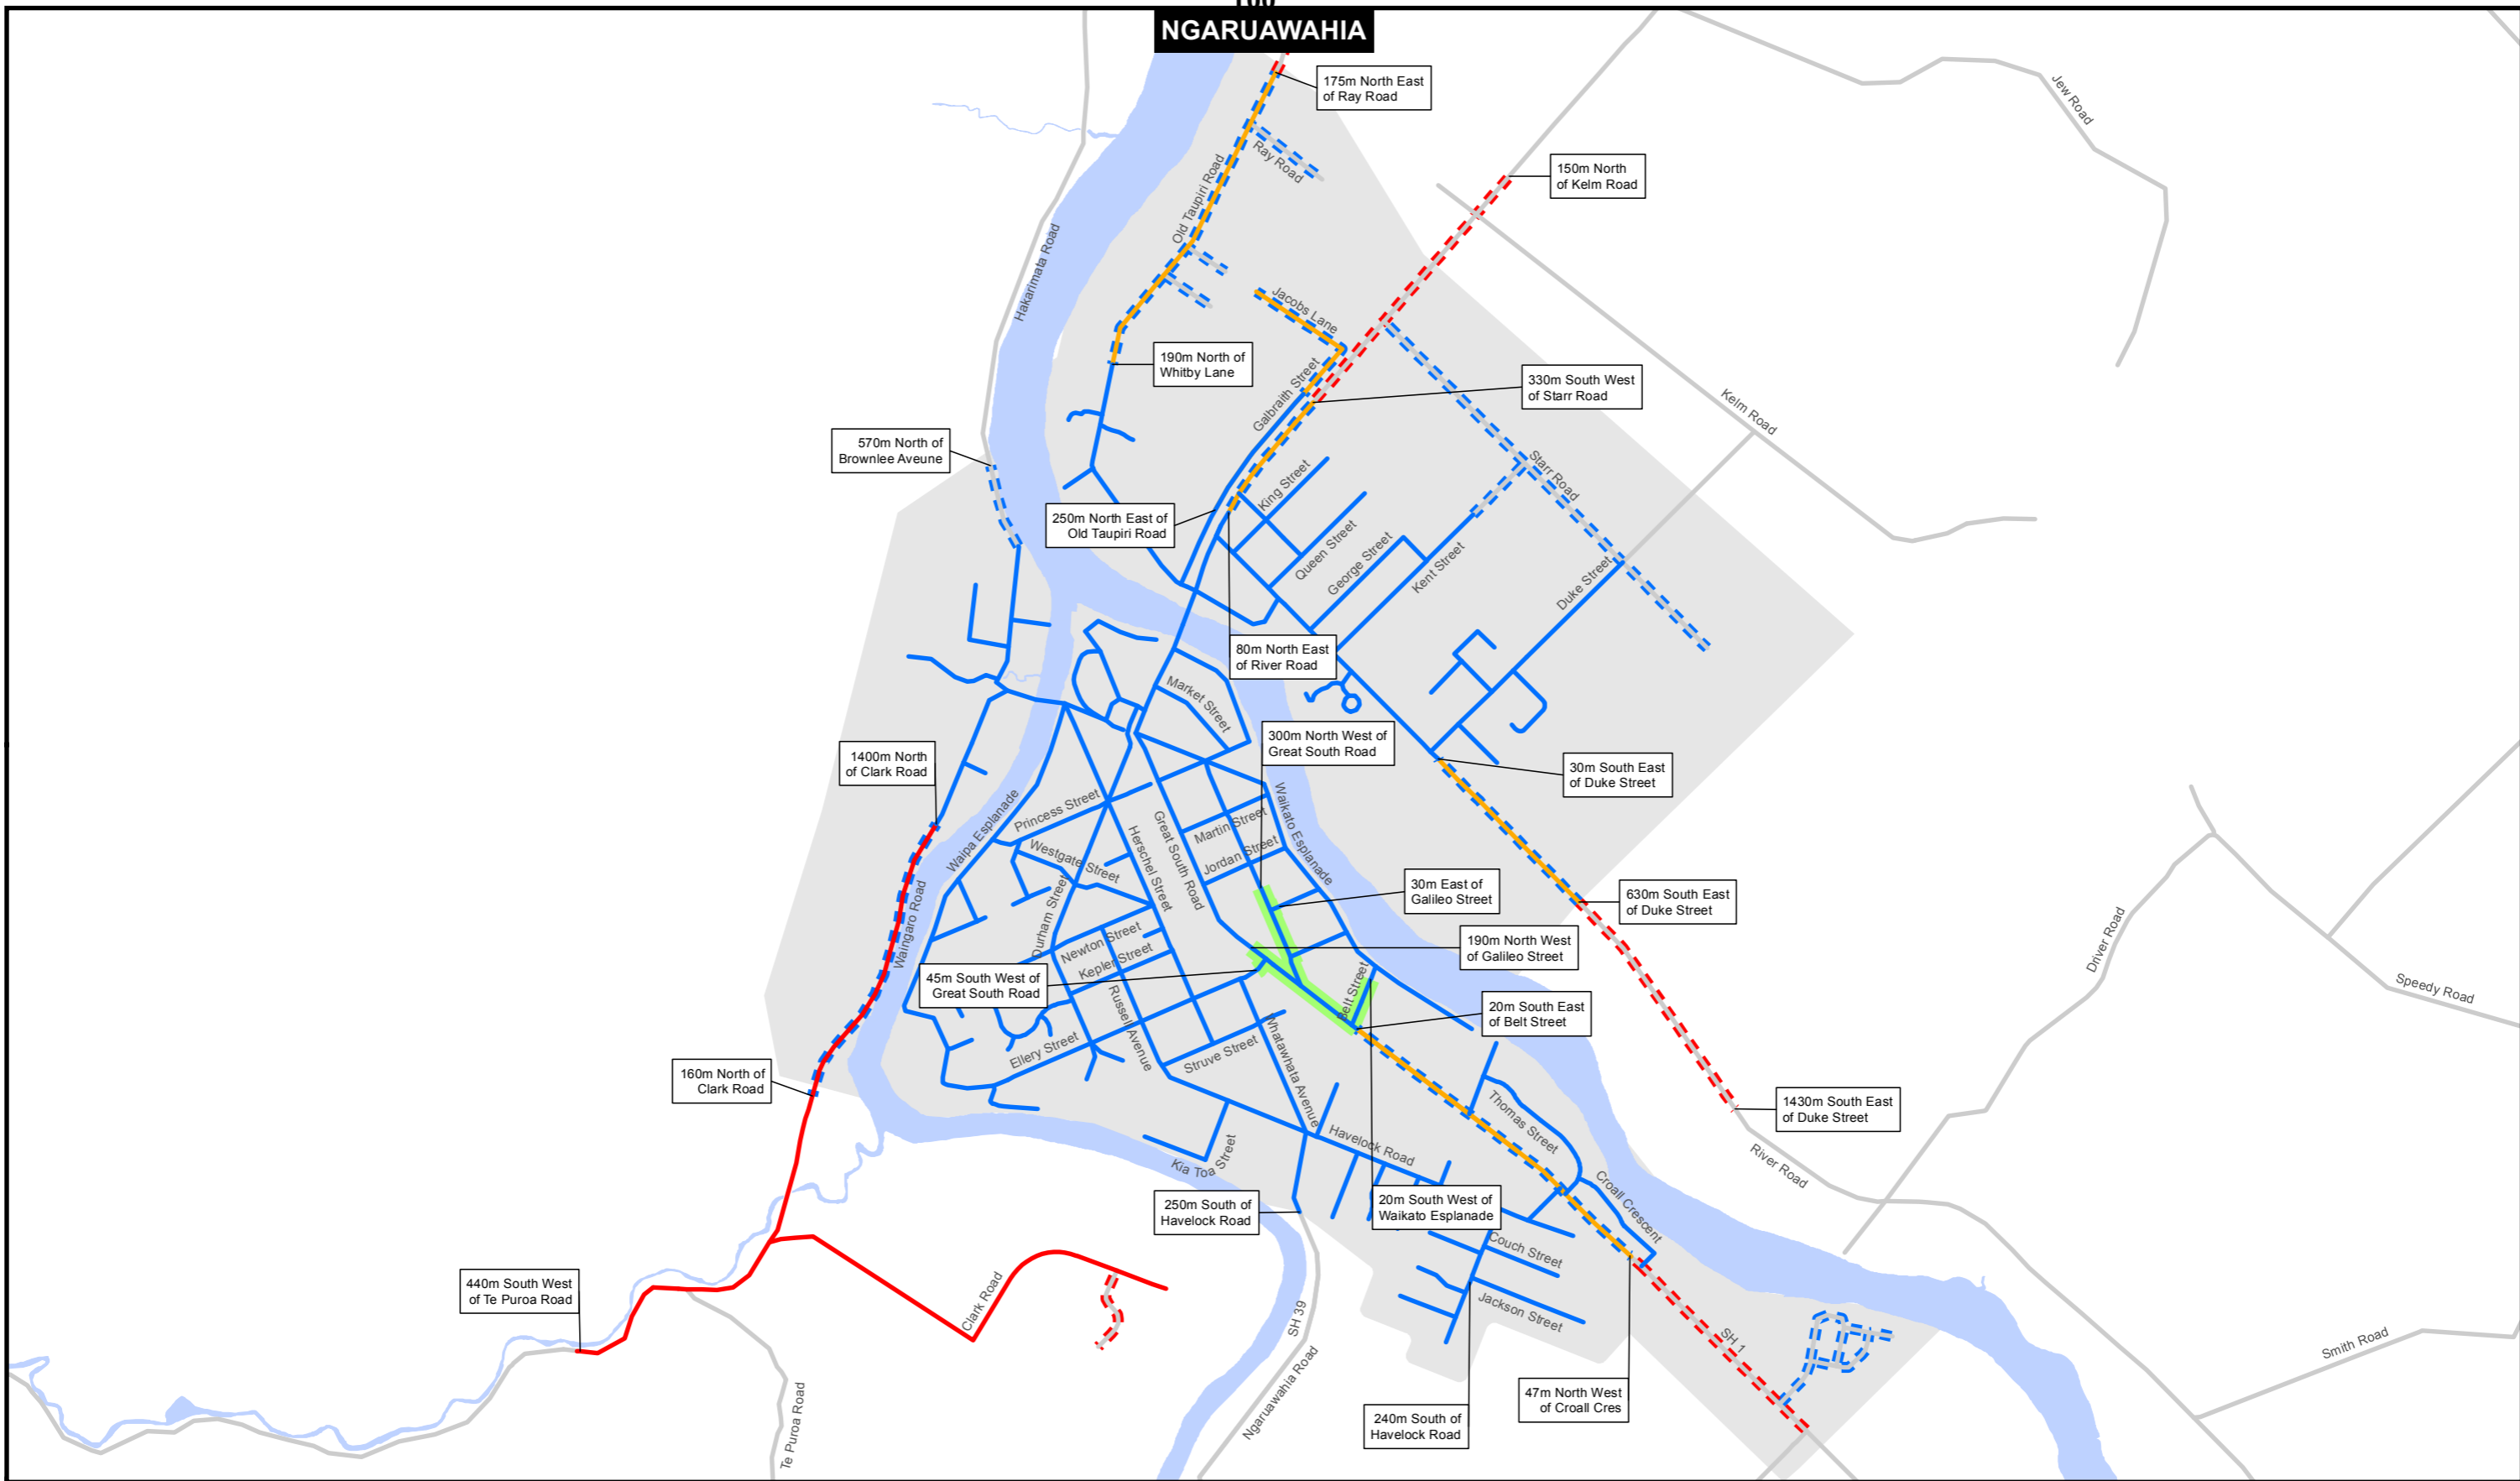 NGARUAWAHIA
175m North East
of Ray Road
Jew Road
Ray Road
150m North
of Kelm Road
Old Taupiri Road
Hakarimata Road
Jacobs Lane
190m North of
Whitby Lane
Galbraith Street
330m South West
of Starr Road
Kelm Road
570m North of
Brownlee Aveune
King Street
Starr Road
250m North East of
Old Taupiri Road
Queen Street
George Street
Kent Street
Duke Street
80m North East
of River Road
Market Street
300m North West of
Great South Road
1400m North
of Clark Road
30m South East
of Duke Street
Waipa Esplanade
Princess Street
Great South Road
Martin Street
Waikato Esplanade
Herschel Street
Westgate Street
Jordan Street
30m East of
Galileo Street
630m South East
of Duke Street
Waingaro Road
Durham Street
Newton Street
Kepler Street
190m North West
of Galileo Street
Driver Road
45m South West of
Great South Road
Belt Street
Speedy Road
20m South East
of Belt Street
Russell Avenue
Whatawhata Avenue
Ellery Street
Struve Street
160m North of
Clark Road
Thomas Street
1430m South East
of Duke Street
Havelock Road
Kia Toa Street
River Road
250m South of
Havelock Road
20m South West of
Waikato Esplanade
Croall Crescent
Couch Street
440m South West
of Te Puroa Road
Clark Road
SH 39
Jackson Street
SH 1
Smith Road
Te Puroa Road
Ngaruawahia Road
240m South of
Havelock Road
47m North West
of Croall Cres